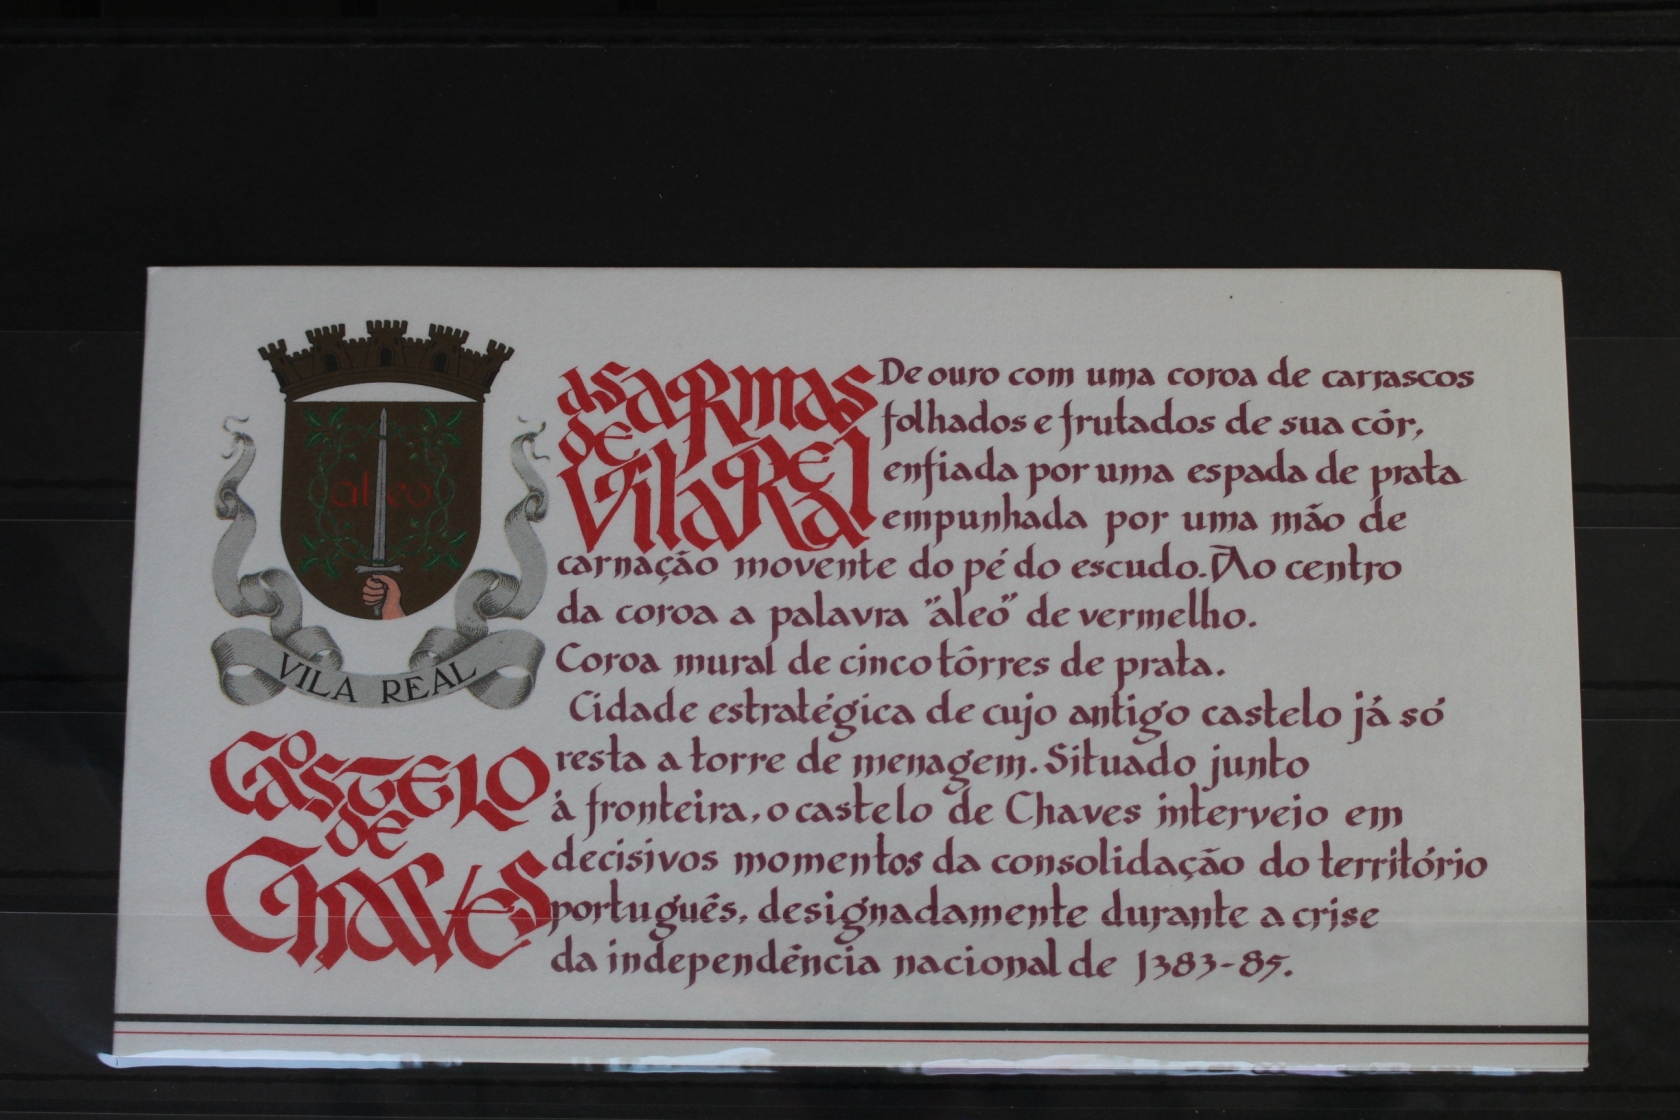 aleo
VILA REAL
As armas
de
Vila Real
De ouro com uma coroa de carrascos
folhados e frutados de sua côr,
enfiada por uma espada de prata
empunhada por uma mão de
carnação movente do pé do escudo. Ao centro
da coroa a palavra "aleo" de vermelho.
Coroa mural de cinco tôrres de prata.
Castelo
de
Chaves
Cidade estratégica de cujo antigo castelo já só
resta a torre de menagem. Situado junto
à fronteira, o castelo de Chaves interveio em
decisivos momentos da consolidação do território
português, designadamente durante a crise
da independência nacional de 1383-85.